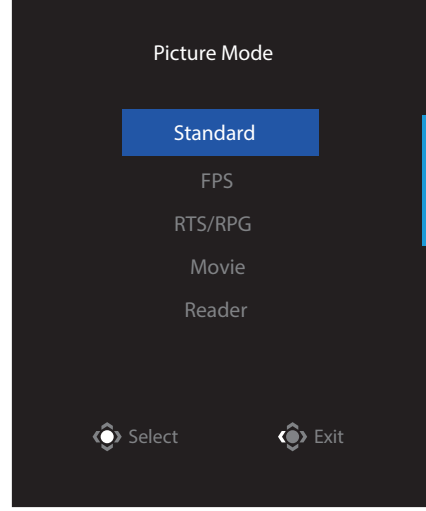 Picture Mode
Standard
FPS
RTS/RPG
Movie
Reader
Select Exit